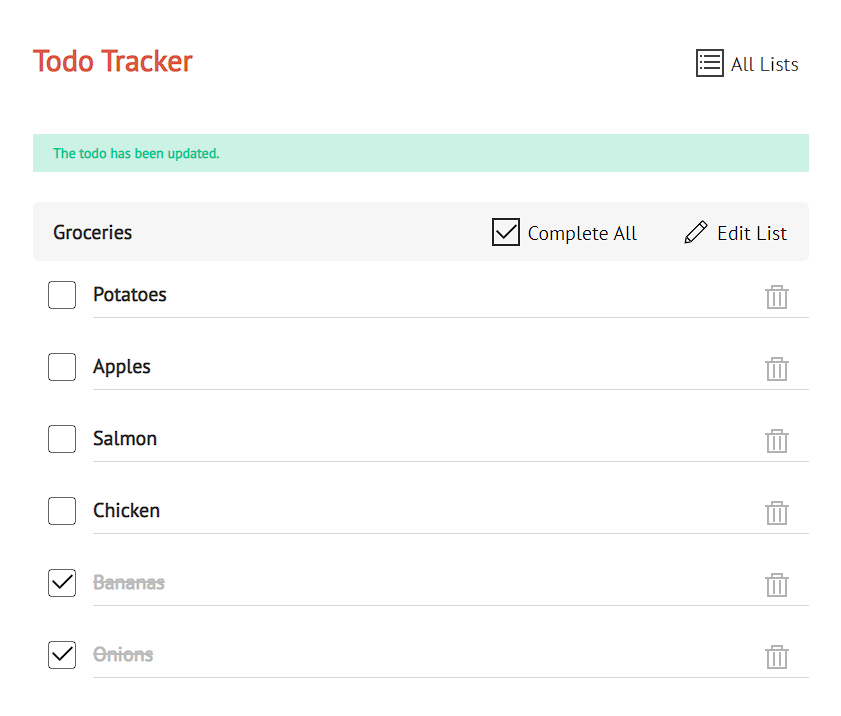 Todo Tracker
All Lists
The todo has been updated.
Groceries
Complete All
Edit List
Potatoes
Apples
Salmon
Chicken
Bananas
Onions